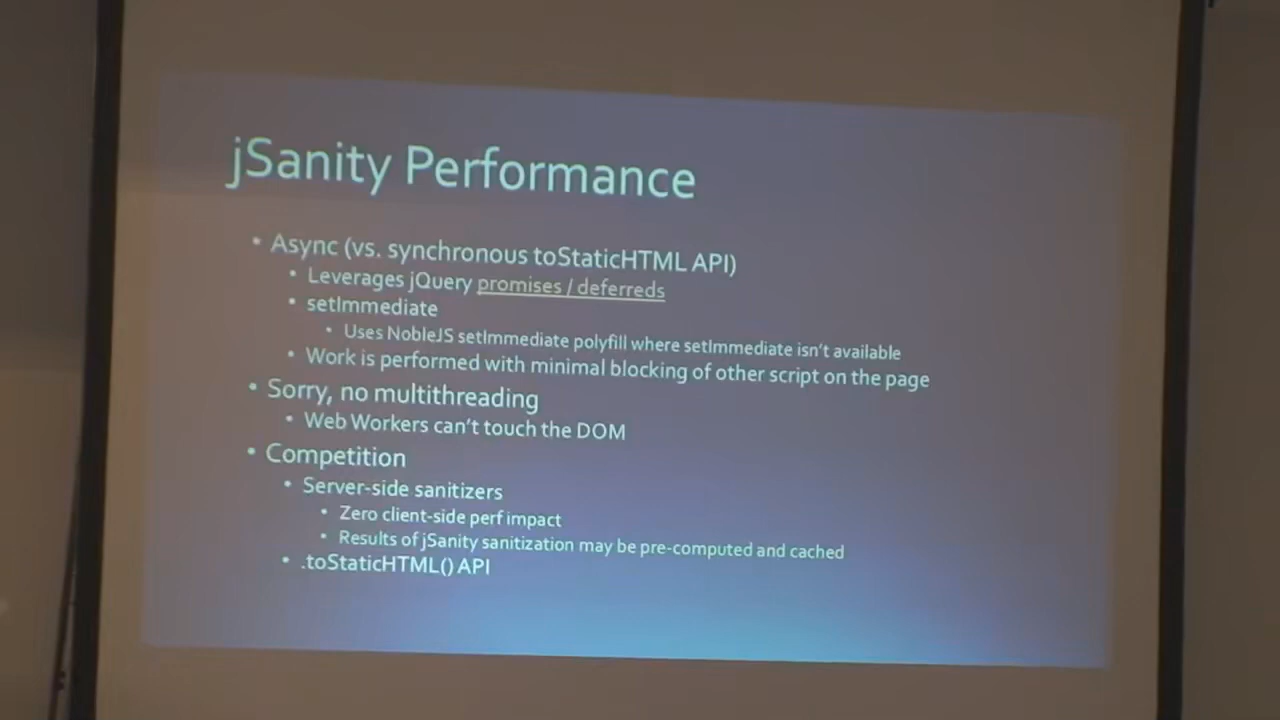 jSanity Performance
• Async (vs. synchronous toStaticHTML API)
• Leverages jQuery promises / deferreds
• setImmediate
• Uses NobleJS setImmediate polyfill where setImmediate isn't available
• Work is performed with minimal blocking of other script on the page
• Sorry, no multithreading
• Web Workers can't touch the DOM
• Competition
• Server-side sanitizers
• Zero client-side perf impact
• Results of jSanity sanitization may be pre-computed and cached
• .toStaticHTML() API